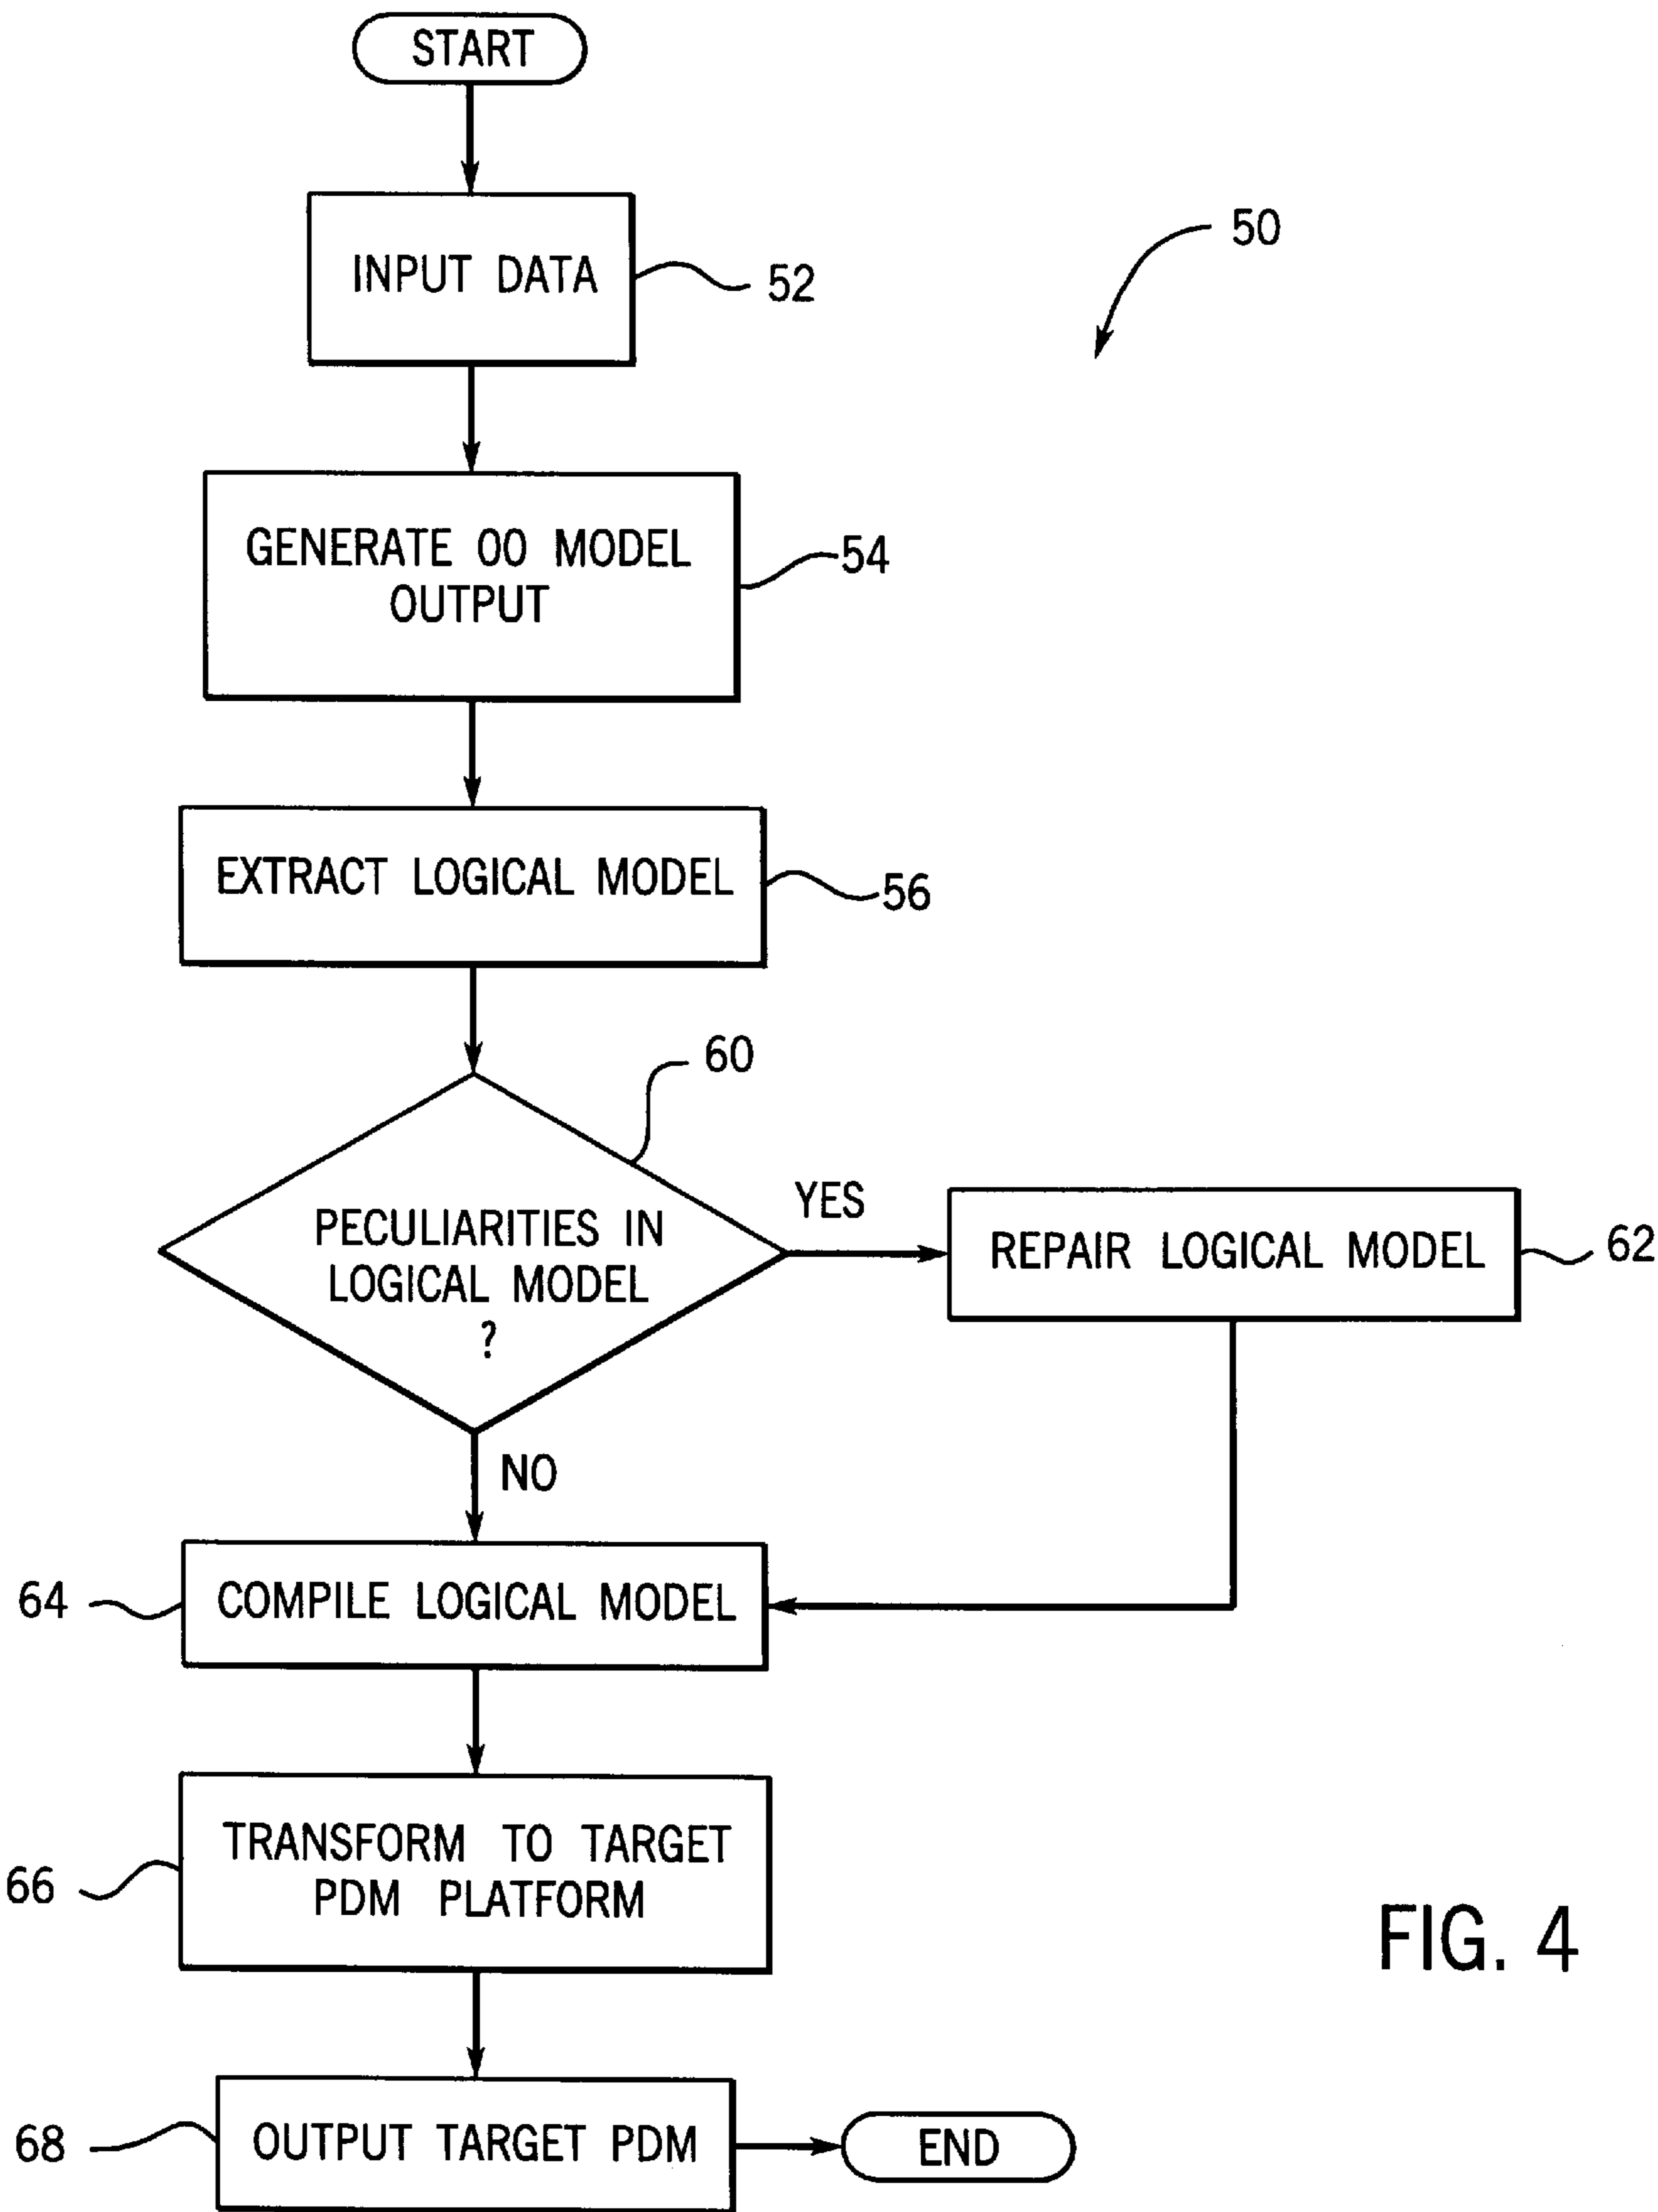 START
50
INPUT DATA
52
GENERATE OO MODEL
OUTPUT
54
EXTRACT LOGICAL MODEL
56
60
PECULIARITIES IN
LOGICAL MODEL
?
YES
REPAIR LOGICAL MODEL
62
NO
64
COMPILE LOGICAL MODEL
66
TRANSFORM TO TARGET
PDM PLATFORM
FIG. 4
68
OUTPUT TARGET PDM
END